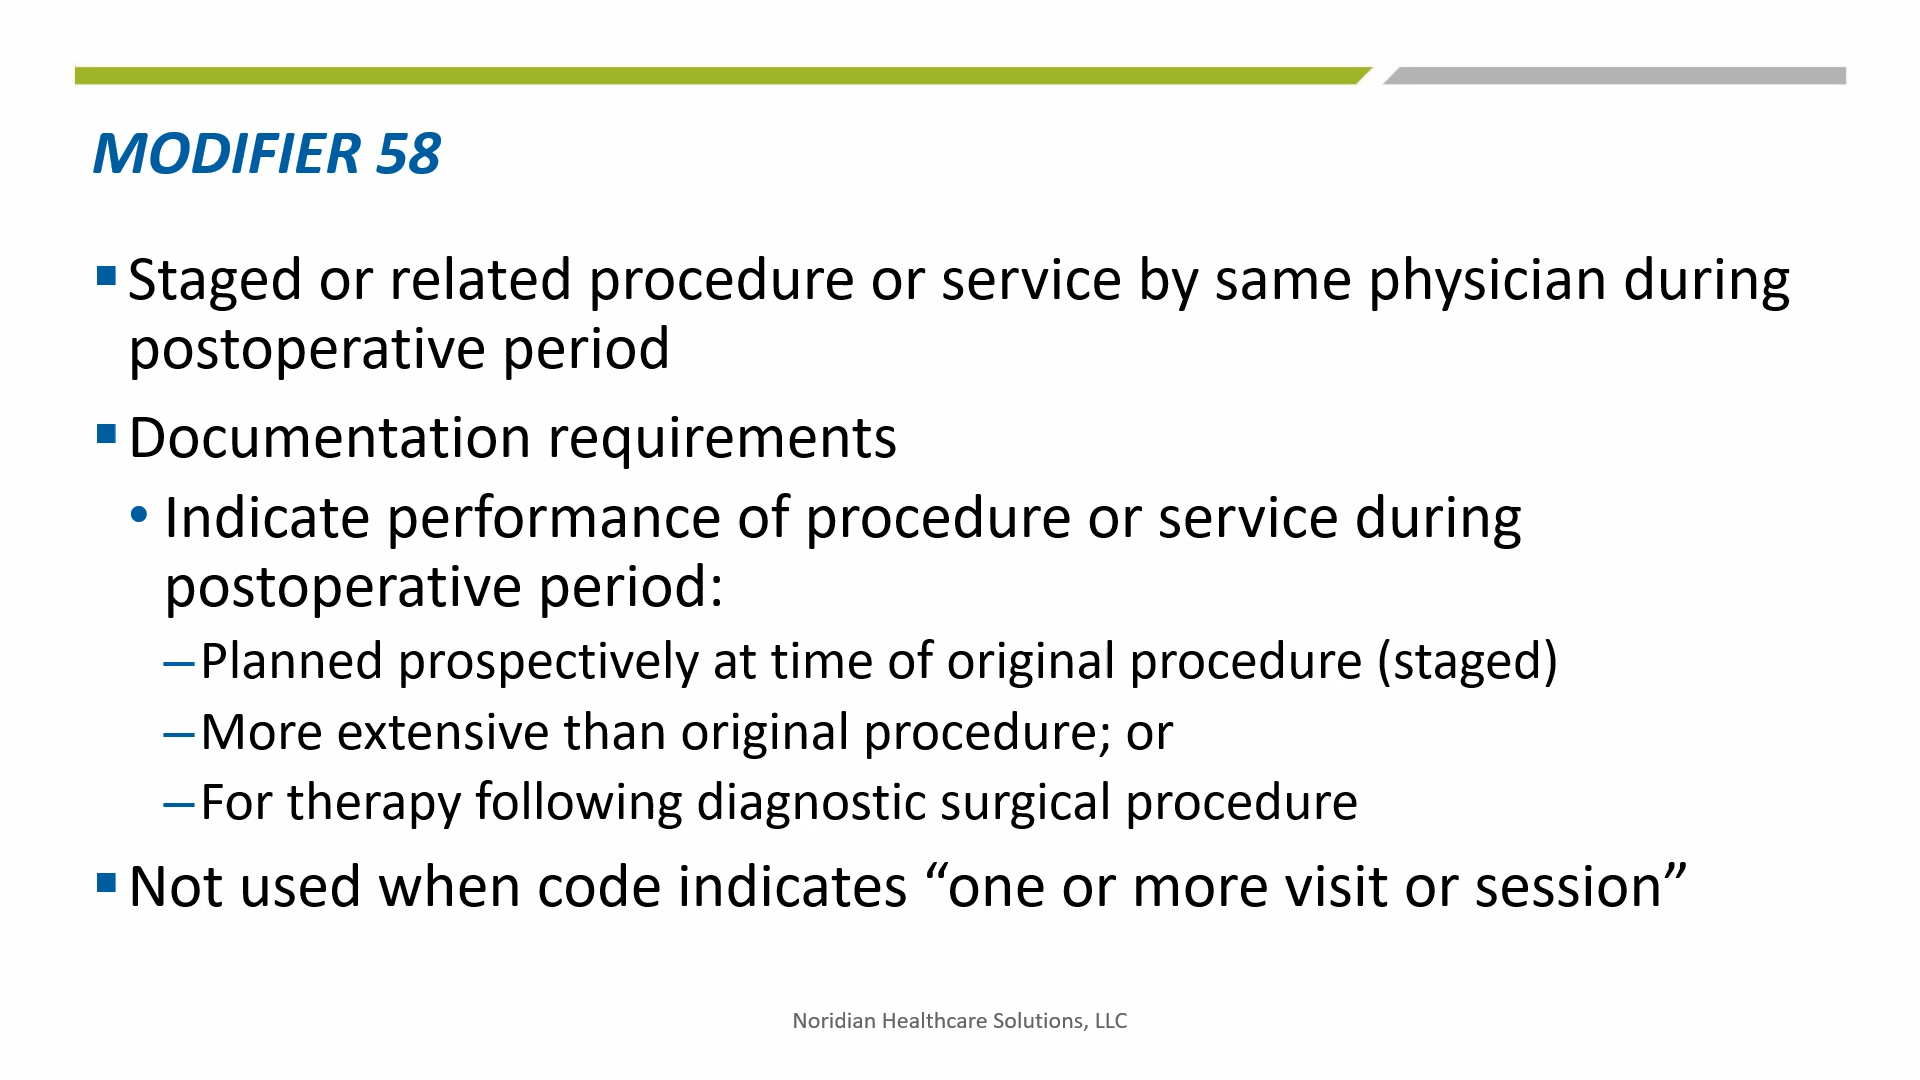 MODIFIER 58
▪Staged or related procedure or service by same physician during
postoperative period
▪Documentation requirements
•Indicate performance of procedure or service during
postoperative period:
–Planned prospectively at time of original procedure (staged)
–More extensive than original procedure; or
–For therapy following diagnostic surgical procedure
▪Not used when code indicates “one or more visit or session”
Noridian Healthcare Solutions, LLC